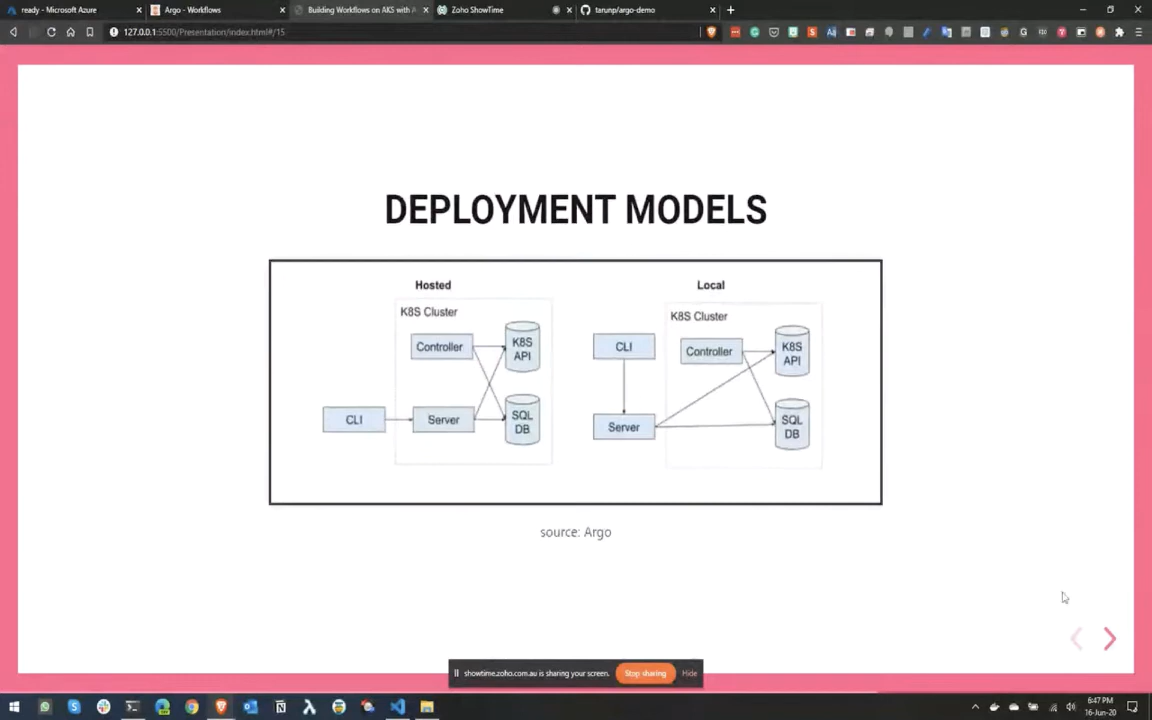 ready - Microsoft Azure
Argo - Workflows
Building Workflows on AKS with A
Zoho ShowTime
tarunp/argo-demo
127.0.0.1:5500/Presentation/index.html#/15
DEPLOYMENT MODELS
Hosted
K8S Cluster
Controller
K8S
API
CLI
Server
SQL
DB
Local
K8S Cluster
CLI
Controller
K8S
API
Server
SQL
DB
source: Argo
showtime.zoho.com.au is sharing your screen.
Stop sharing
Hide
6:47 PM
16-Jun-20